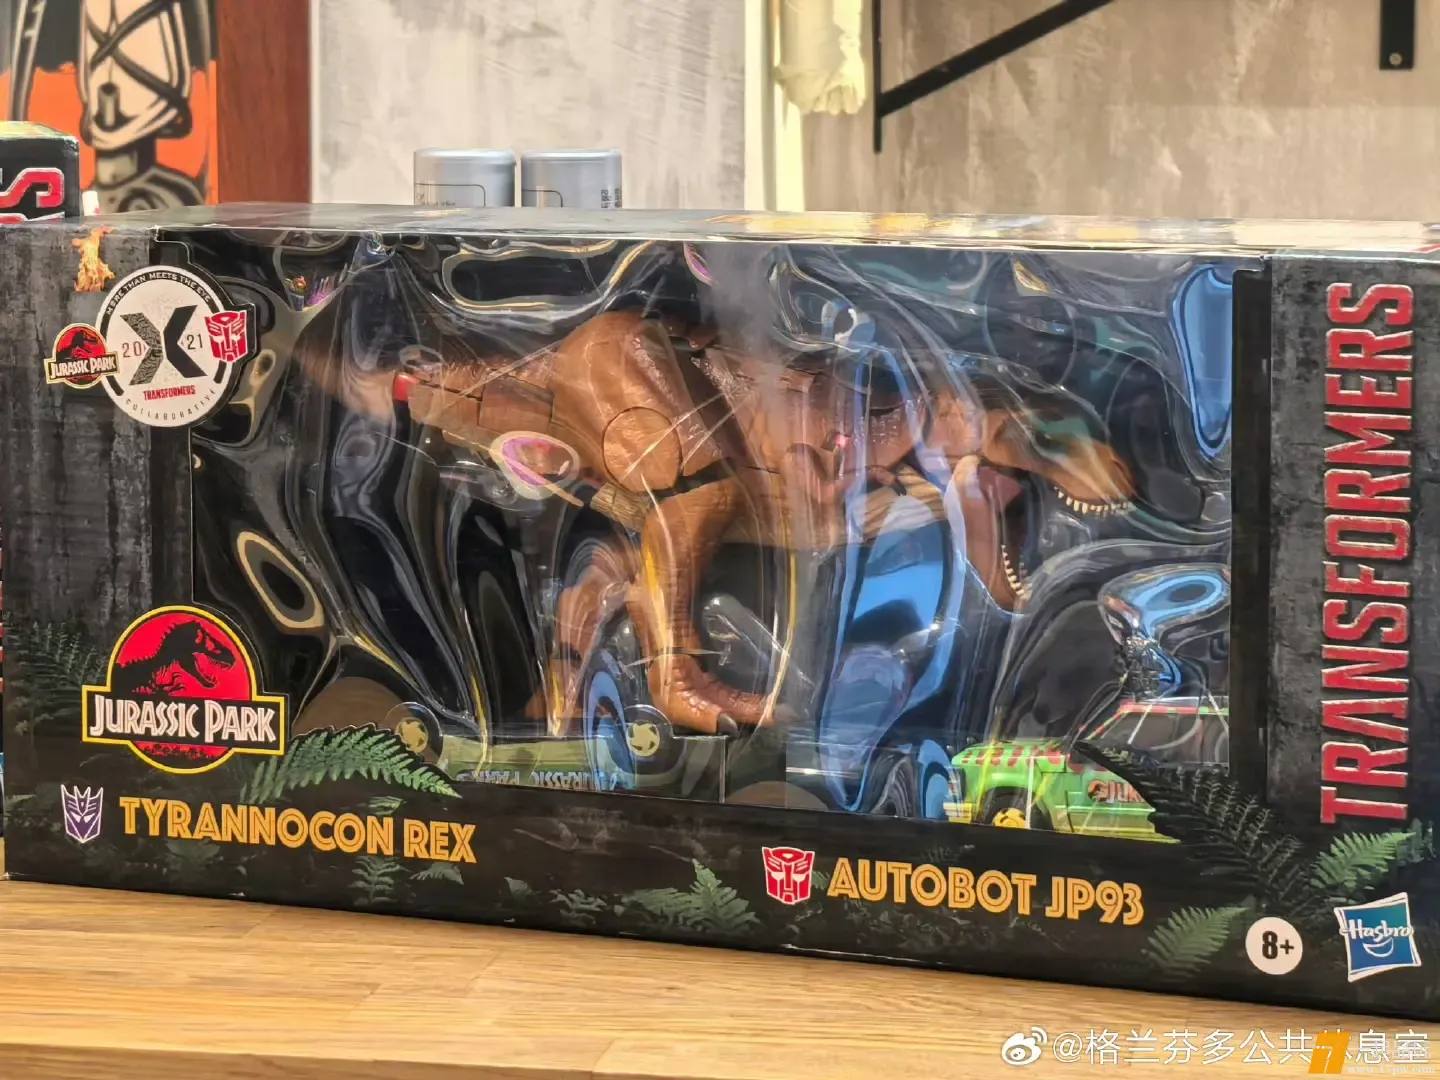 MORE THAN MEETS THE EYE
20 X 21
JURASSIC PARK
TRANSFORMERS
COLLABORATIVE
TRANSFORMERS
JURASSIC PARK
TYRANNOCON REX
AUTOBOT JP93
8+
Hasbro
@格兰芬多公共休息室